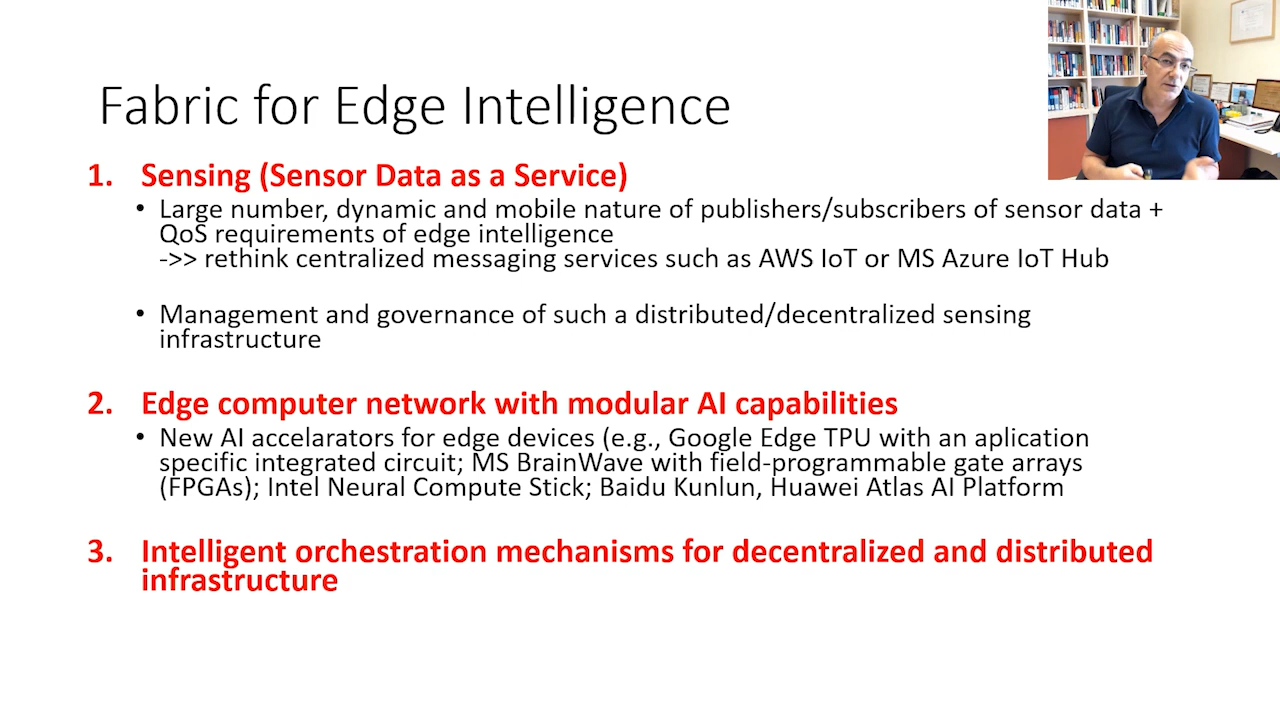 Fabric for Edge Intelligence
1. Sensing (Sensor Data as a Service)
• Large number, dynamic and mobile nature of publishers/subscribers of sensor data +
QoS requirements of edge intelligence
->> rethink centralized messaging services such as AWS IoT or MS Azure IoT Hub
• Management and governance of such a distributed/decentralized sensing
infrastructure
2. Edge computer network with modular AI capabilities
• New AI accelarators for edge devices (e.g., Google Edge TPU with an aplication
specific integrated circuit; MS BrainWave with field-programmable gate arrays
(FPGAs); Intel Neural Compute Stick; Baidu Kunlun, Huawei Atlas AI Platform
3. Intelligent orchestration mechanisms for decentralized and distributed
infrastructure